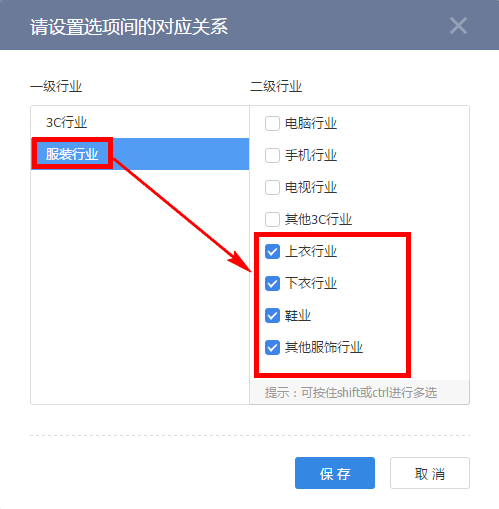 请设置选项间的对应关系
一级行业
二级行业
3C行业
服装行业
电脑行业
手机行业
电视行业
其他3C行业
上衣行业
下衣行业
鞋业
其他服饰行业
提示：可按住shift或ctrl进行多选
保存
取消